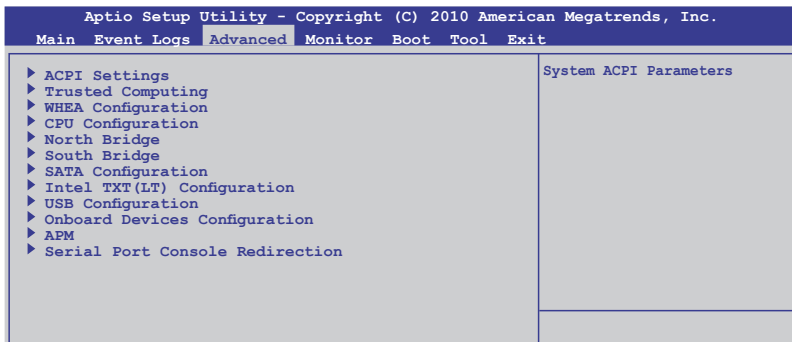 Aptio Setup Utility - Copyright (C) 2010 American Megatrends, Inc.
Main Event Logs Advanced Monitor Boot Tool Exit
ACPI Settings
Trusted Computing
WHEA Configuration
CPU Configuration
North Bridge
South Bridge
SATA Configuration
Intel TXT(LT) Configuration
USB Configuration
Onboard Devices Configuration
APM
Serial Port Console Redirection
System ACPI Parameters